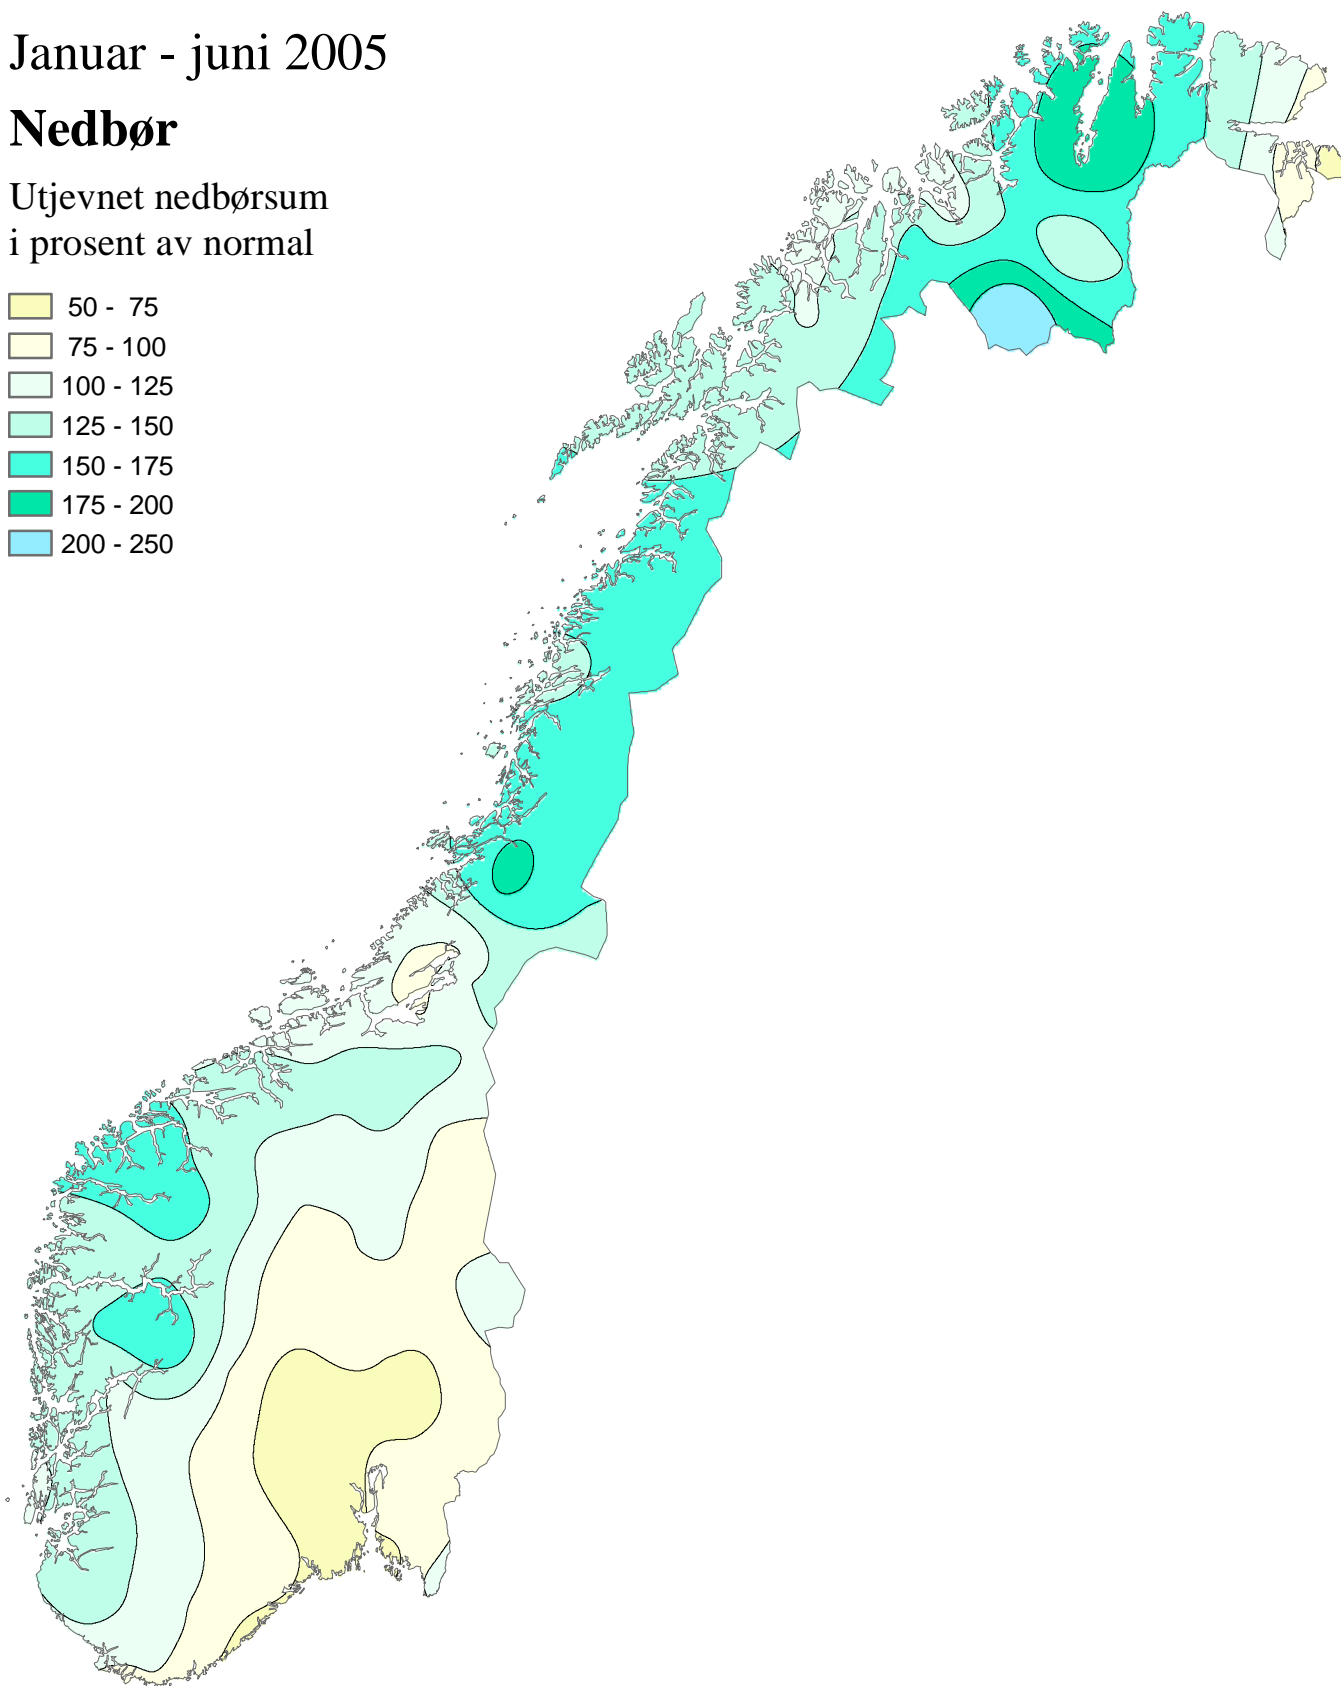 Januar - juni 2005
Nedbør
Utjevnet nedbørsum
i prosent av normal
50 - 75
75 - 100
100 - 125
125 - 150
150 - 175
175 - 200
200 - 250